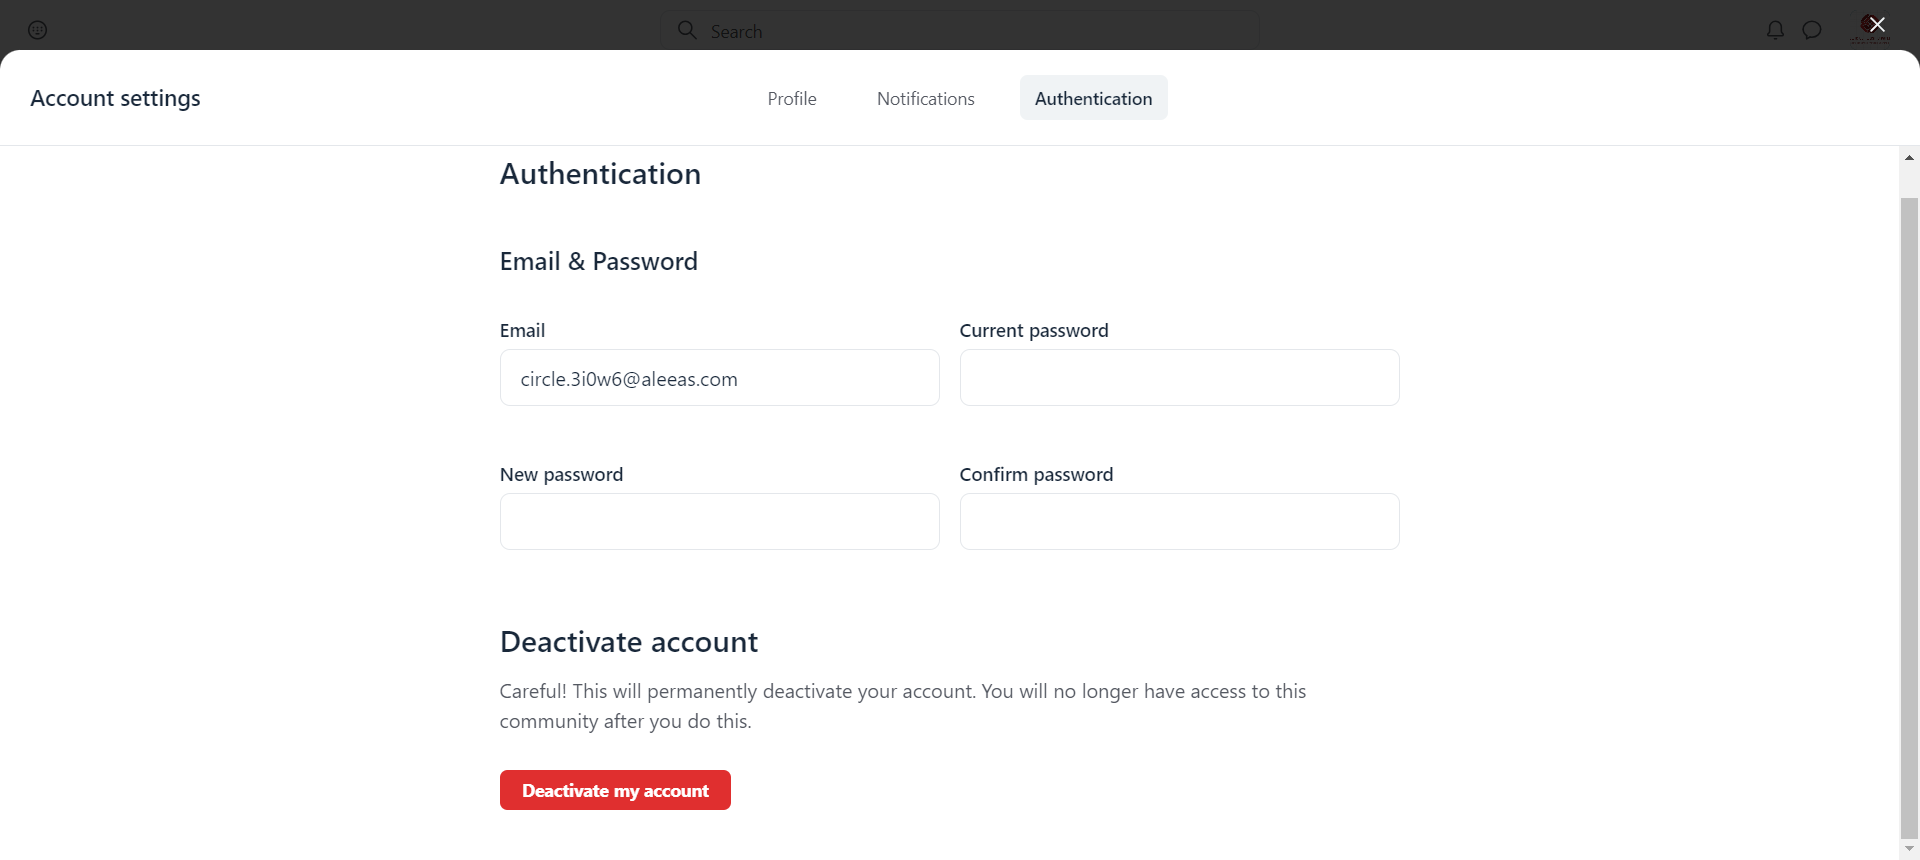 Search
Account settings
Profile
Notifications
Authentication
Authentication
Email & Password
Email
Current password
circle.3i0w6@aleeas.com
New password
Confirm password
Deactivate account
Careful! This will permanently deactivate your account. You will no longer have access to this
community after you do this.
Deactivate my account